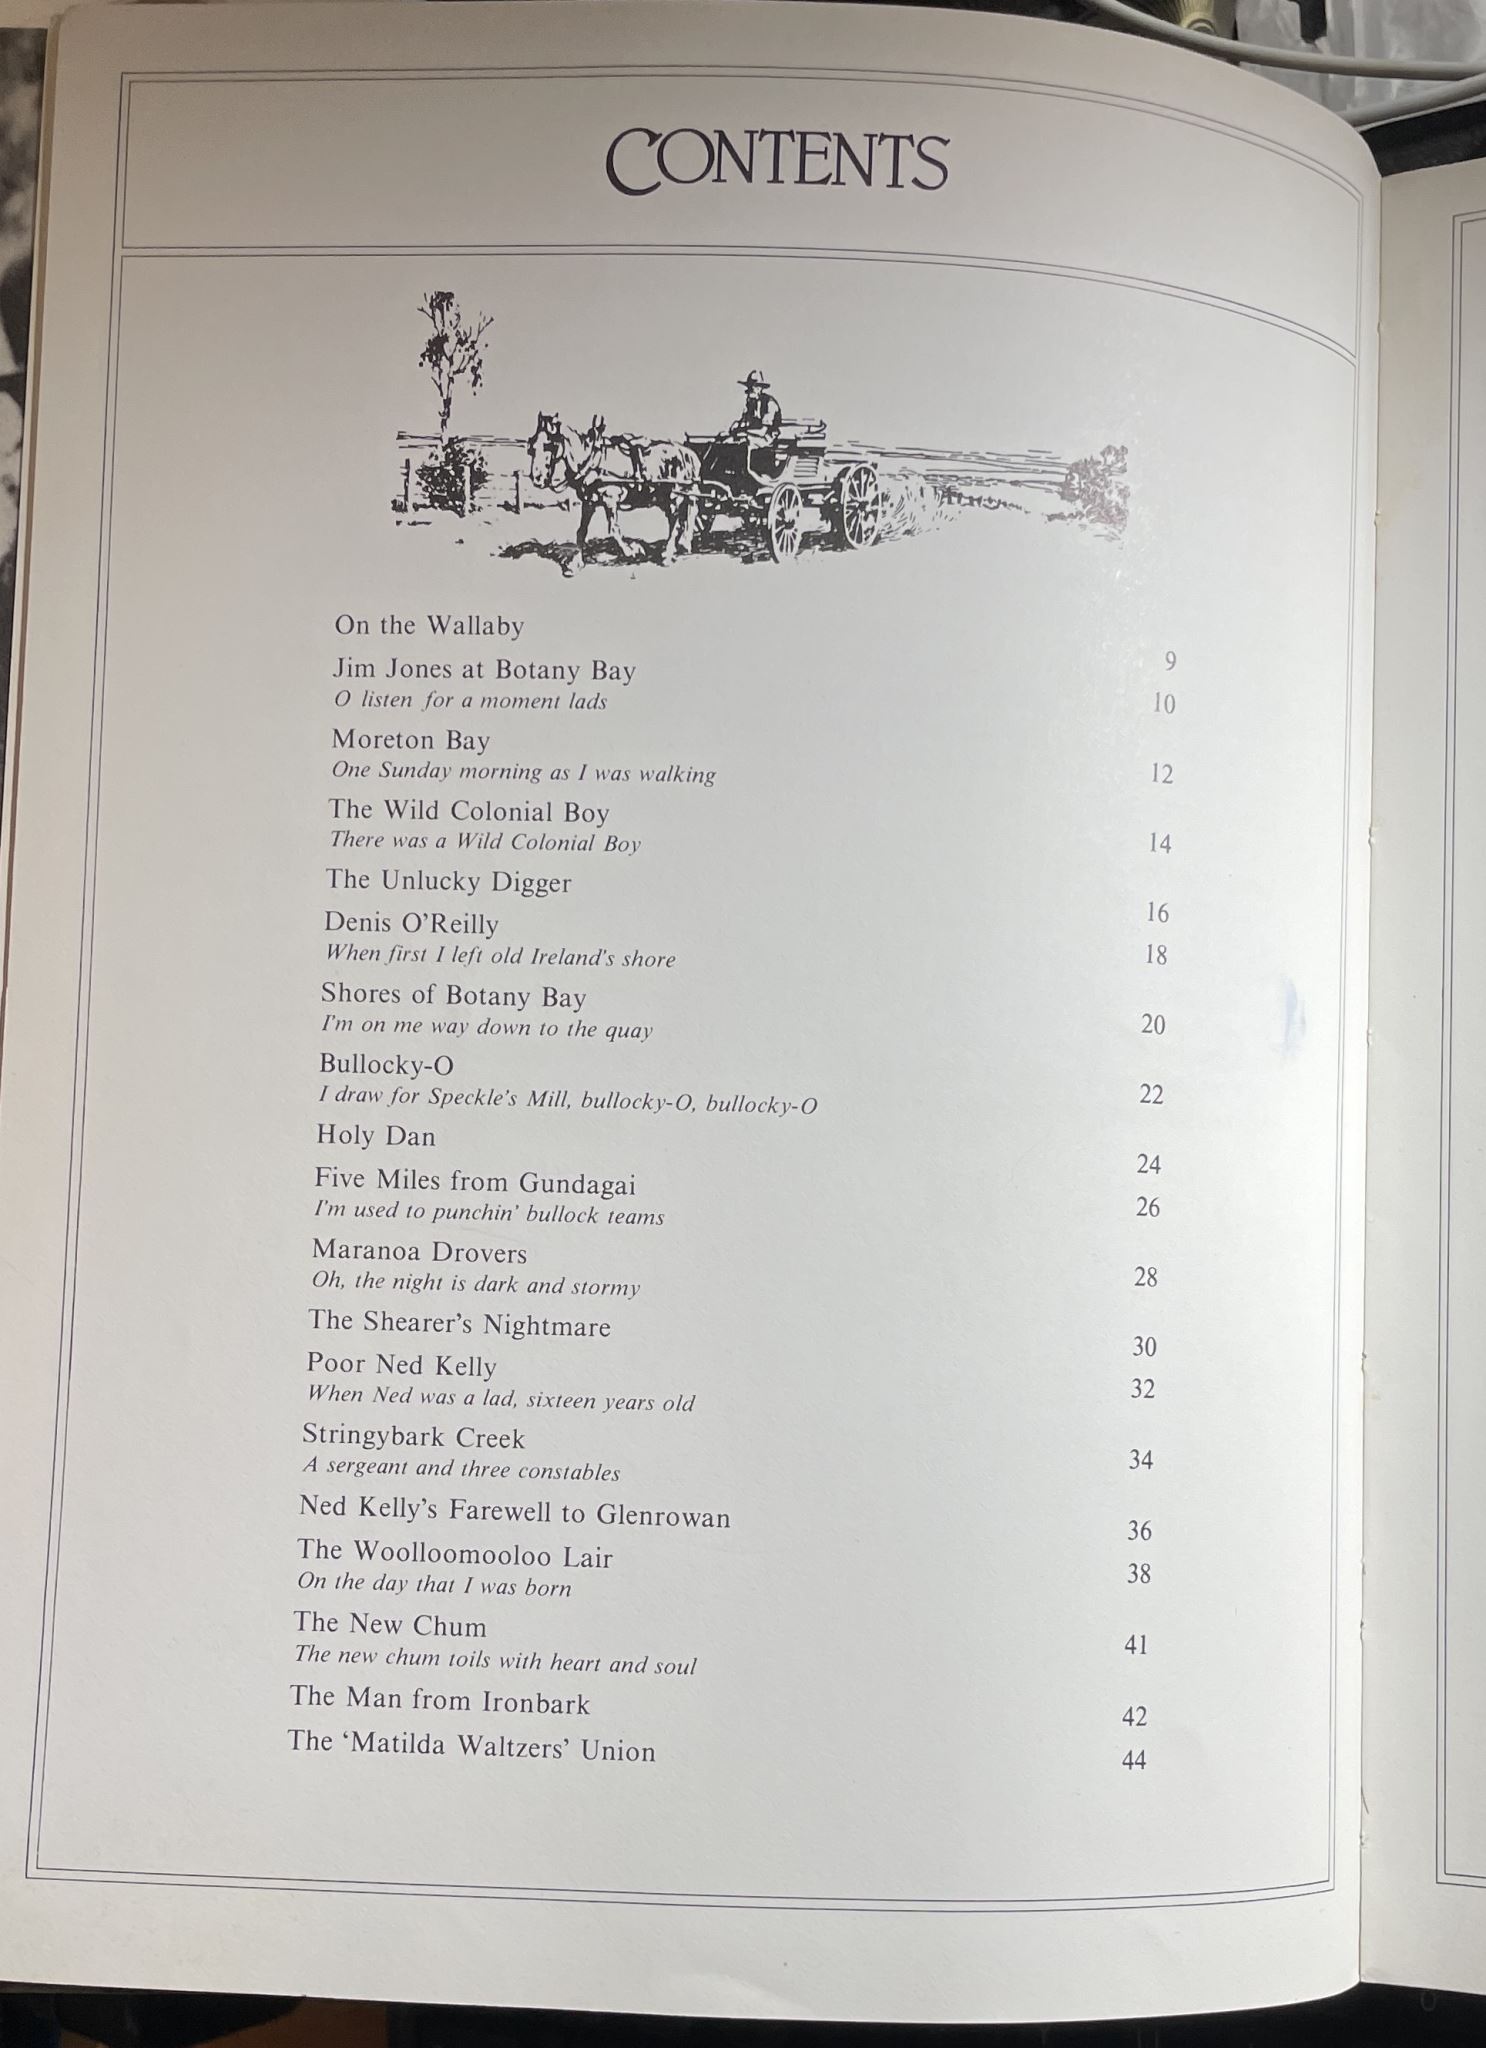 CONTENTS
On the Wallaby 9
Jim Jones at Botany Bay 10
O listen for a moment lads
Moreton Bay 12
One Sunday morning as I was walking
The Wild Colonial Boy 14
There was a Wild Colonial Boy
The Unlucky Digger 16
Denis O'Reilly 18
When first I left old Ireland's shore
Shores of Botany Bay 20
I'm on me way down to the quay
Bullocky-O 22
I draw for Speckle's Mill, bullocky-O, bullocky-O
Holy Dan 24
Five Miles from Gundagai 26
I'm used to punchin' bullock teams
Maranoa Drovers 28
Oh, the night is dark and stormy
The Shearer's Nightmare 30
Poor Ned Kelly 32
When Ned was a lad, sixteen years old
Stringybark Creek 34
A sergeant and three constables
Ned Kelly's Farewell to Glenrowan 36
The Woolloomooloo Lair 38
On the day that I was born
The New Chum 41
The new chum toils with heart and soul
The Man from Ironbark 42
The ‘Matilda Waltzers’ Union 44